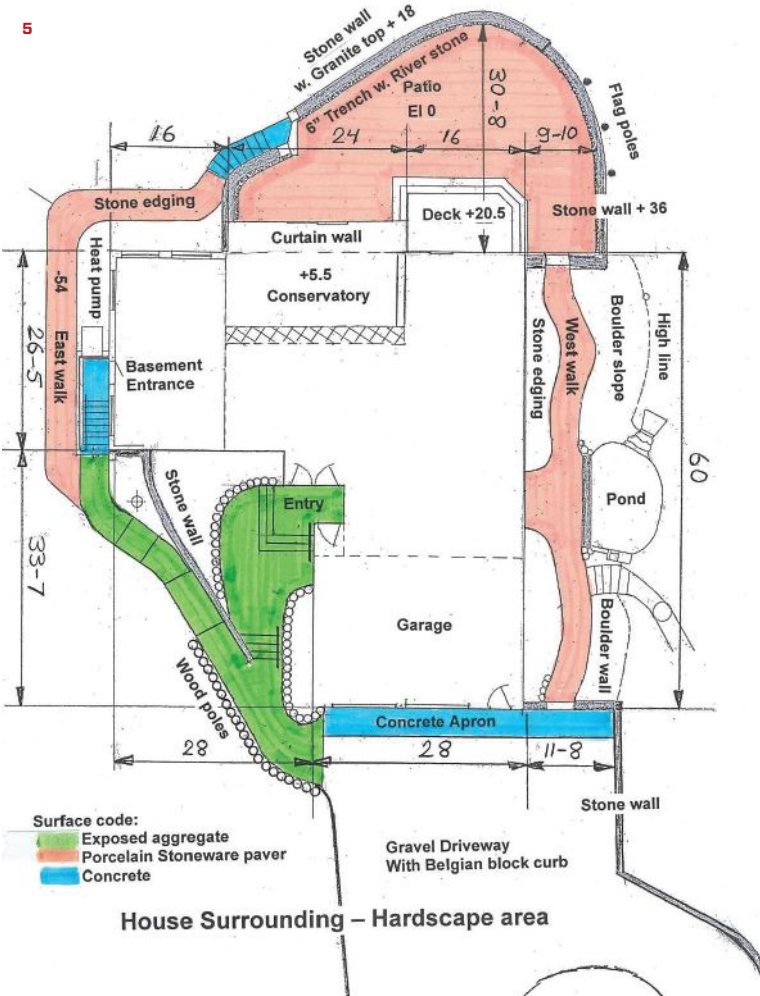 5
Stone wall
w. Granite top + 18
6" Trench w. River stone
Patio
El 0
30-8
Flag poles
16
24
16
9-10
Stone edging
Deck +20.5
Stone wall + 36
Curtain wall
Heat pump
+5.5
Conservatory
-54
East walk
26-5
Basement
Entrance
Stone edging
West walk
Boulder slope
High line
60
Stone wall
Entry
Pond
33-7
Garage
Boulder wall
Wood poles
Concrete Apron
28
28
11-8
Stone wall
Surface code:
Exposed aggregate
Porcelain Stoneware paver
Concrete
Gravel Driveway
With Belgian block curb
House Surrounding – Hardscape area